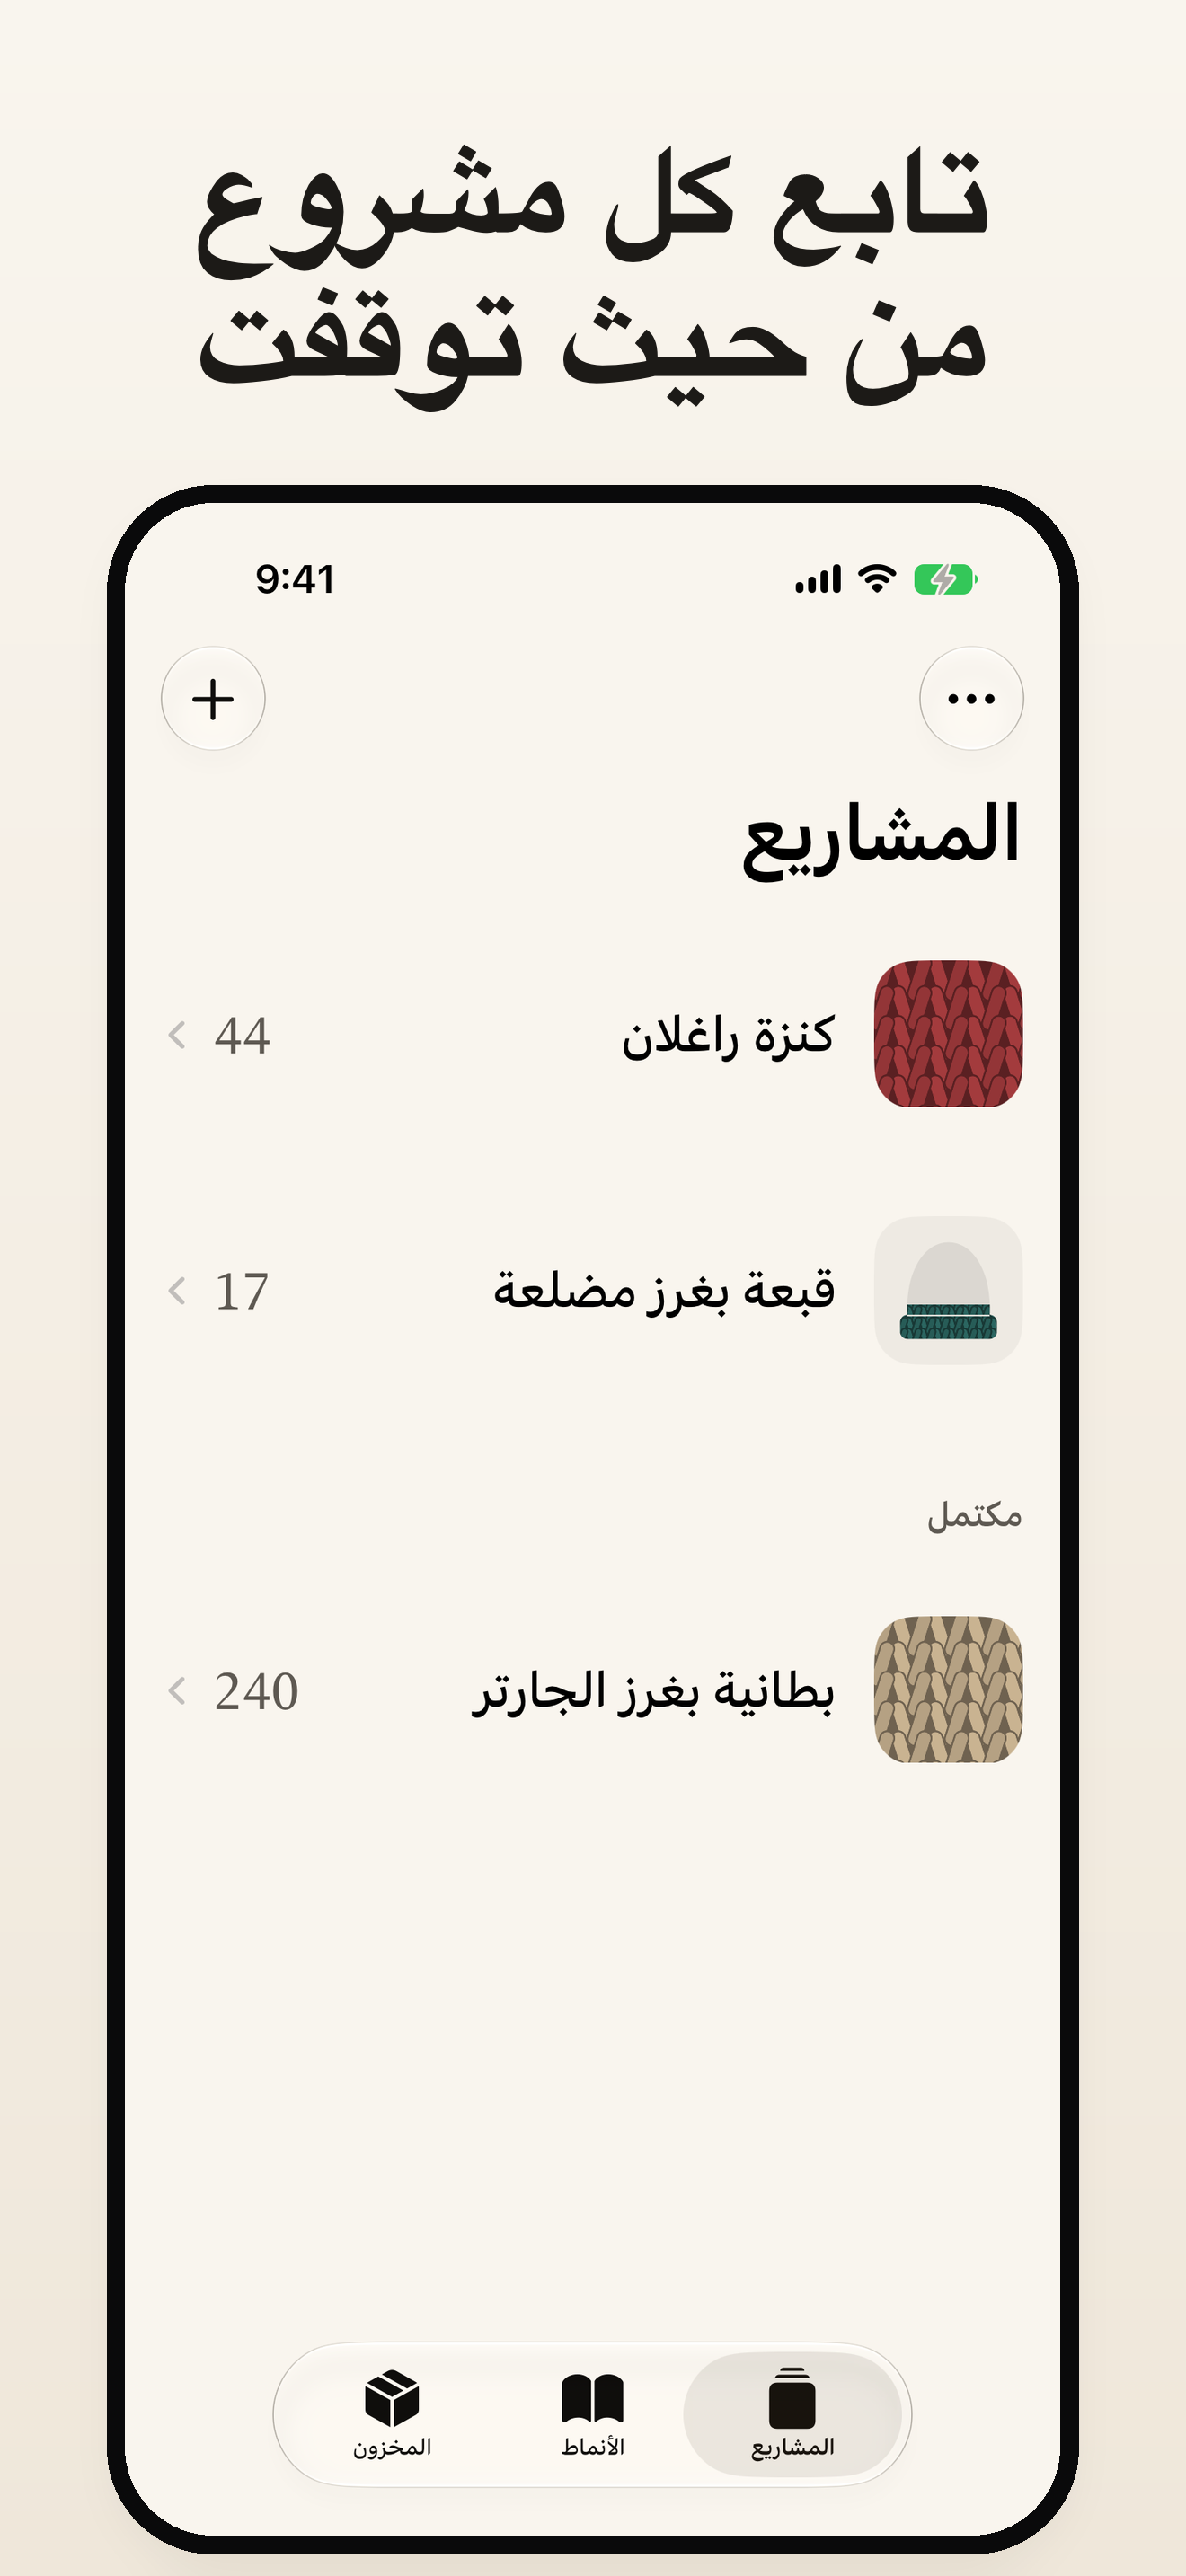 تابع كل مشروع
من حيث توقفت
9:41
المشاريع
كنزة راغلان 44
قبعة بغرز مضلعة 17
مكتمل
بطانية بغرز الجارتر 240
المشاريع الأنماط المخزون